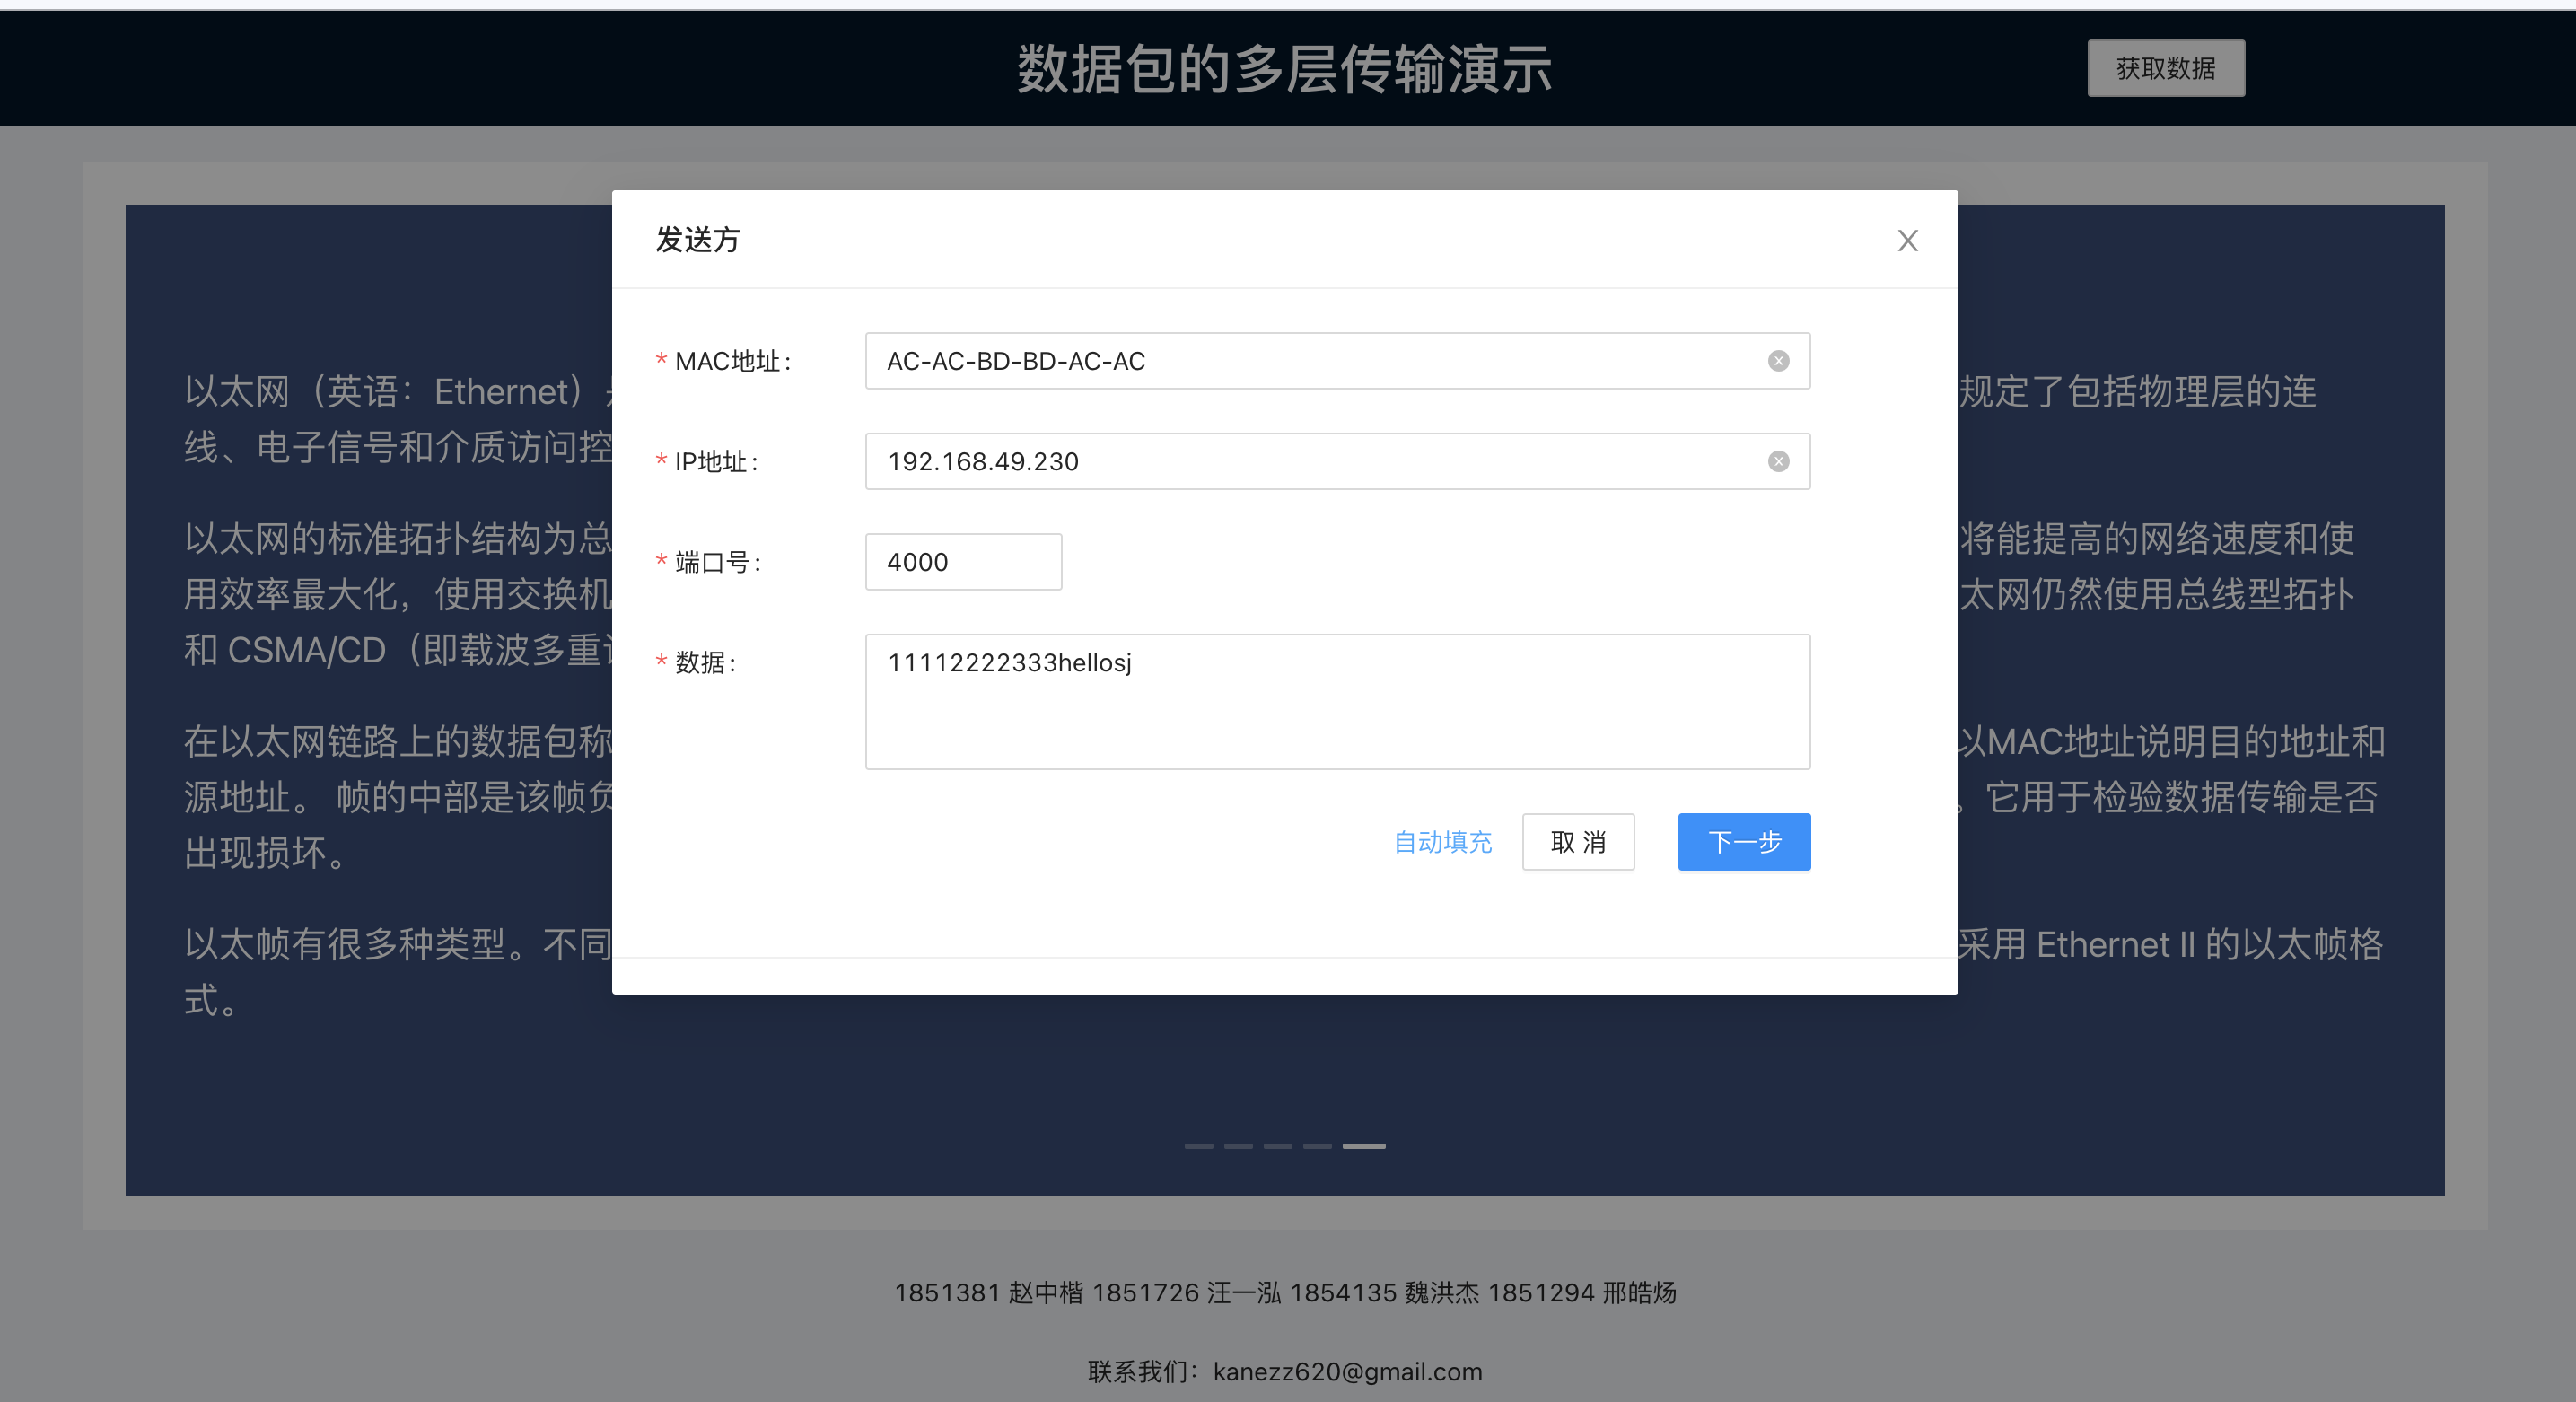 数据包的多层传输演示
获取数据
发送方
* MAC地址:
AC-AC-BD-BD-AC-AC
* IP地址:
192.168.49.230
* 端口号:
4000
* 数据:
11112222333hellosj
自动填充
取 消
下一步
以太网（英语：Ethernet）
规定了包括物理层的连
线、电子信号和介质访问控
以太网的标准拓扑结构为总
将能提高的网络速度和使
用效率最大化，使用交换机
太网仍然使用总线型拓扑
和 CSMA/CD（即载波多重
在以太网链路上的数据包称
以MAC地址说明目的地址和
源地址。 帧的中部是该帧负
。它用于检验数据传输是否
出现损坏。
以太帧有很多种类型。不同
采用 Ethernet II 的以太帧格
式。
1851381 赵中楷 1851726 汪一泓 1854135 魏洪杰 1851294 邢皓炀
联系我们：kanezz620@gmail.com